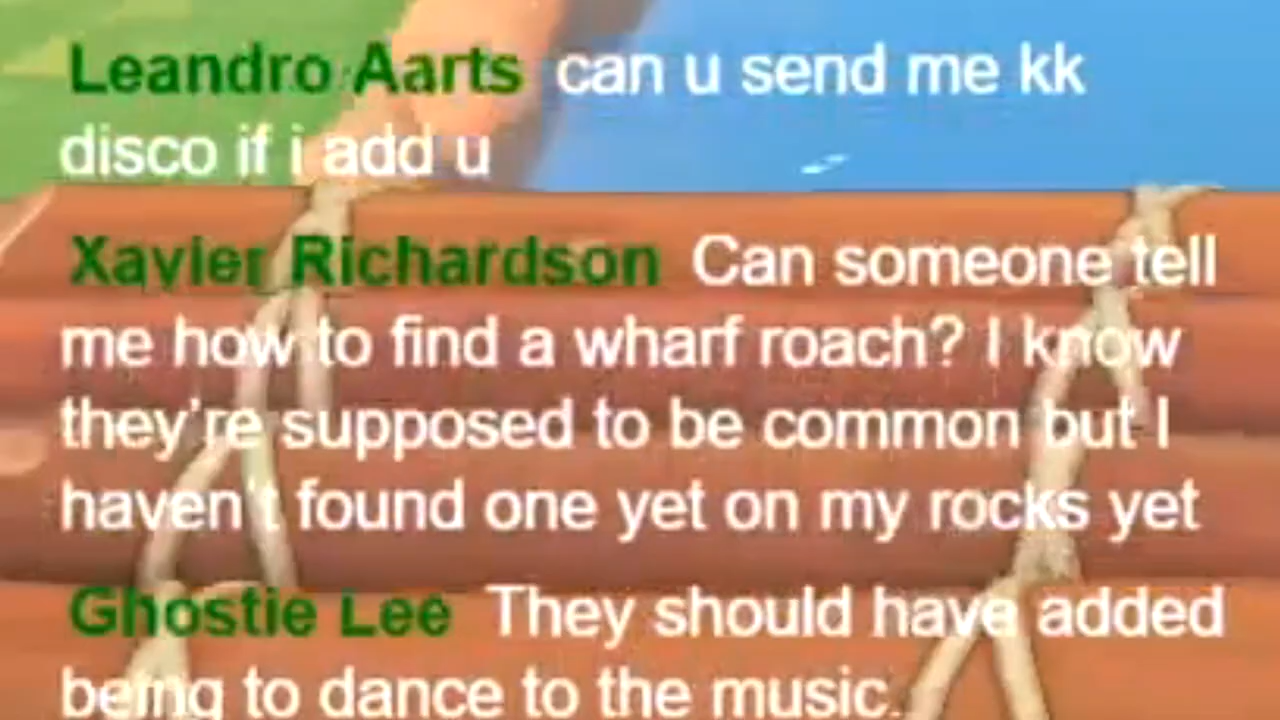 Leandro Aarts can u send me kk
disco if i add u
Xavier Richardson Can someone tell
me how to find a wharf roach? I know
they're supposed to be common but I
haven't found one yet on my rocks yet
Ghostie Lee They should have added
being to dance to the music.